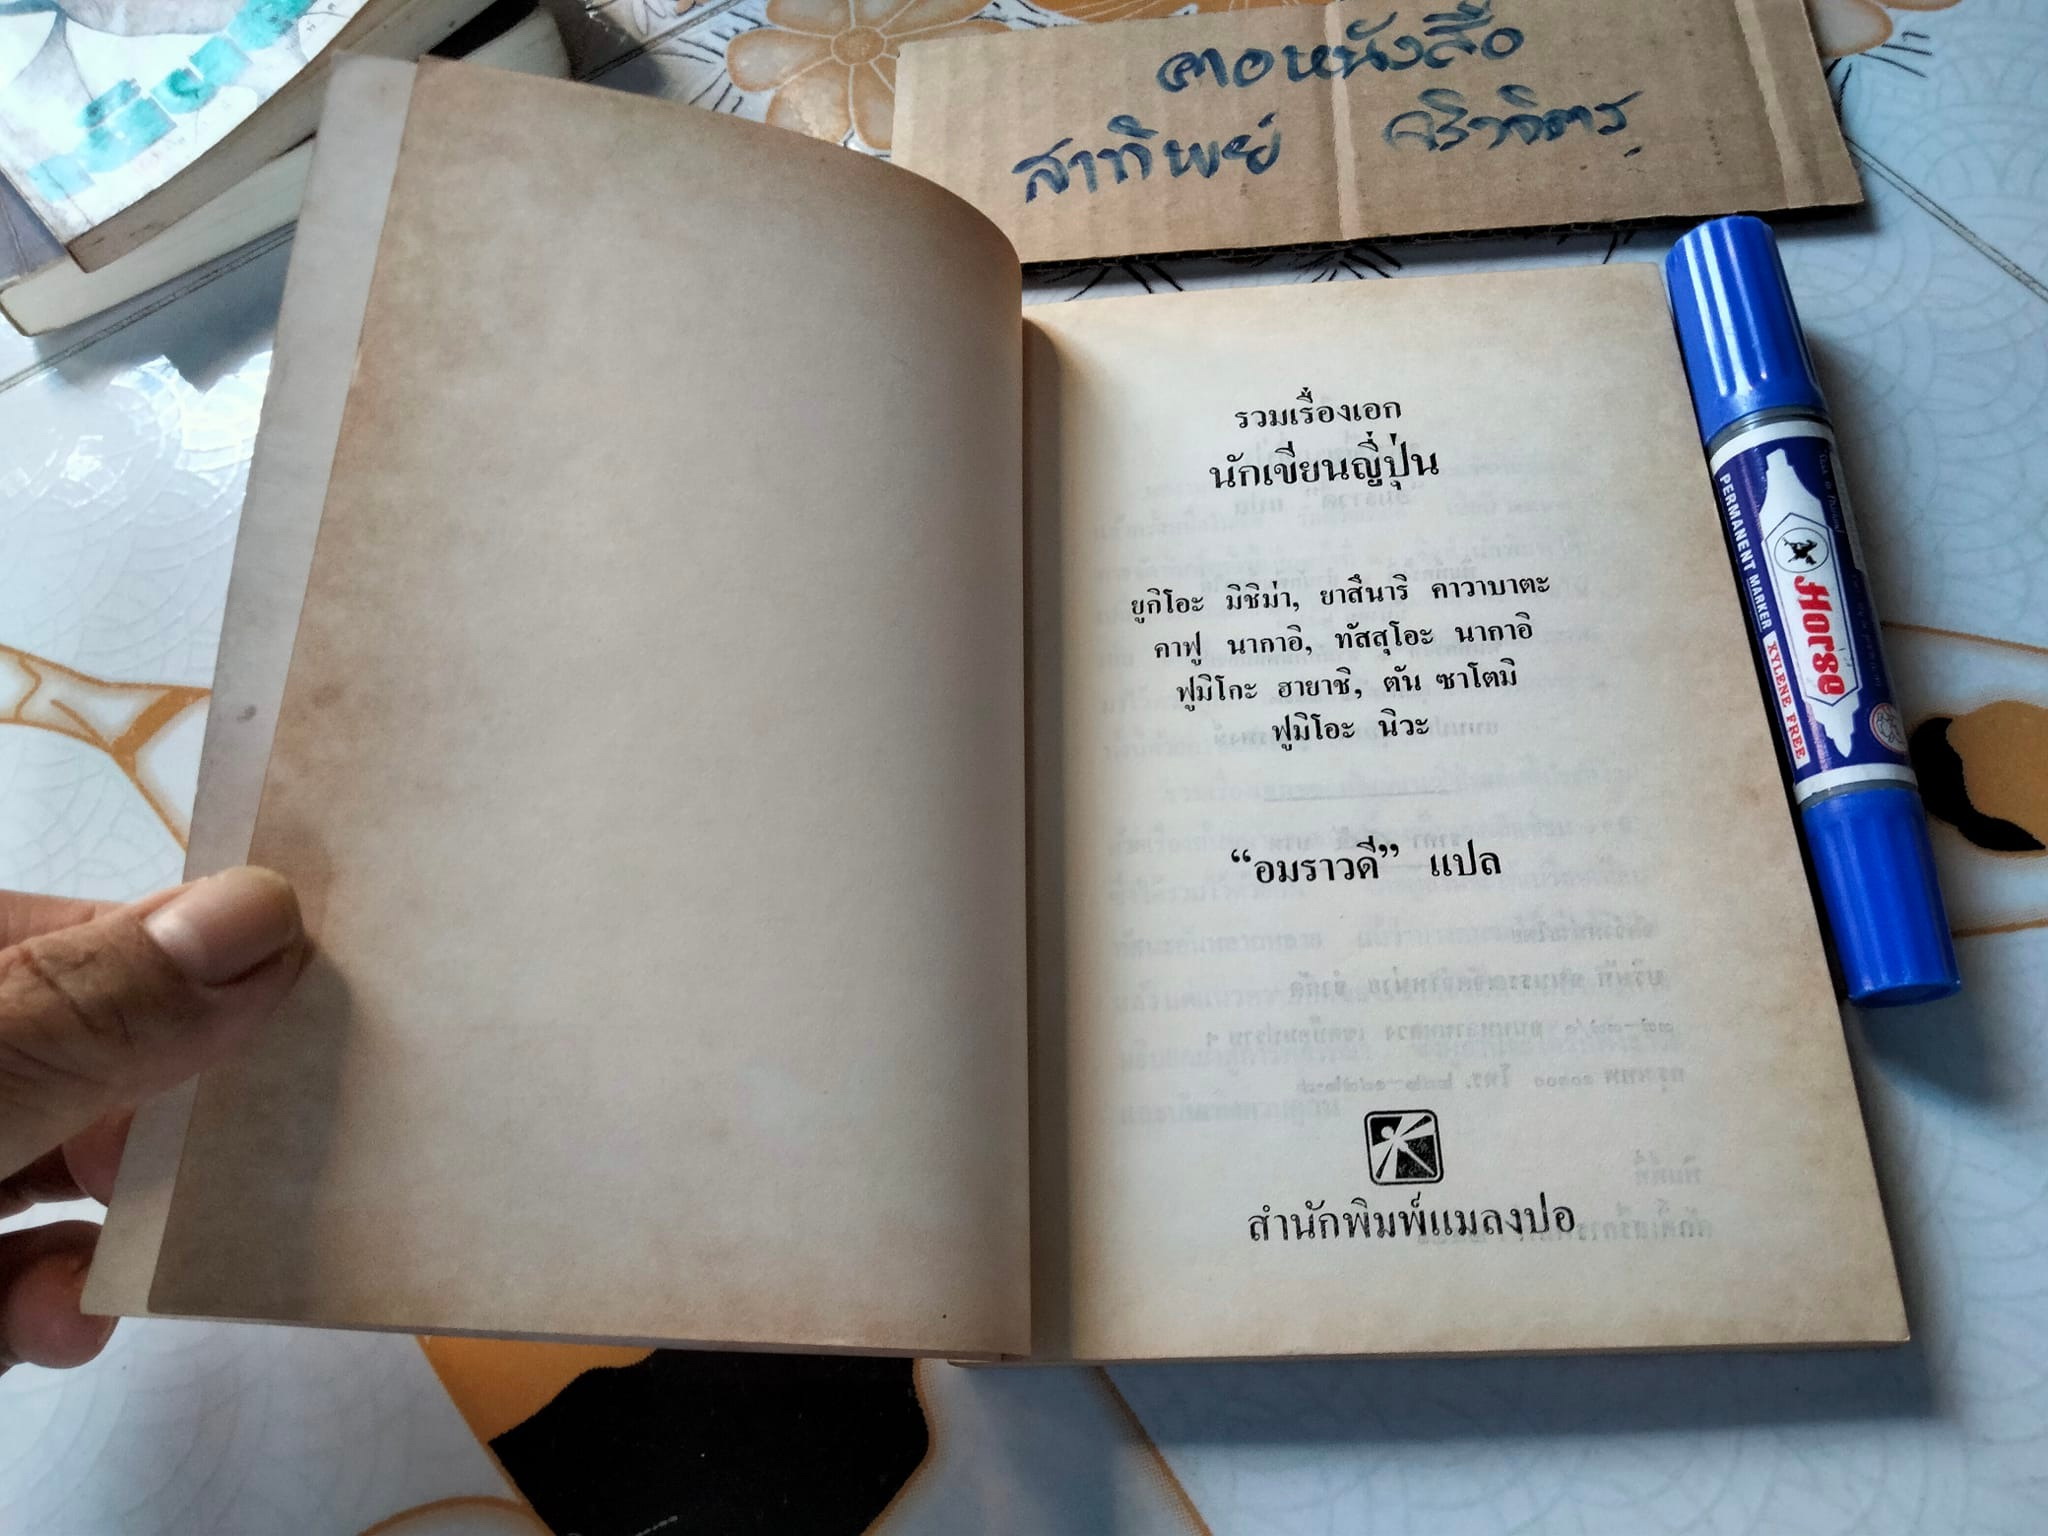 คอหนังสือ
สาทิพย์ ศริวจิตร
รวมเรื่องเอก
นักเขียนญี่ปุ่น
ยูกิโอะ มิชิม่า, ยาสึนาริ คาวาบาตะ
คาฟู นากาอิ, ทัสสุโอะ นากาอิ
ฟูมิโกะ ฮายาชิ, ตัน ซาโตมิ
ฟูมิโอะ นิวะ
“อมราวดี” แปล
สำนักพิมพ์แมลงปอ
PERMANENT MARKER XYLENE FREE
Horse